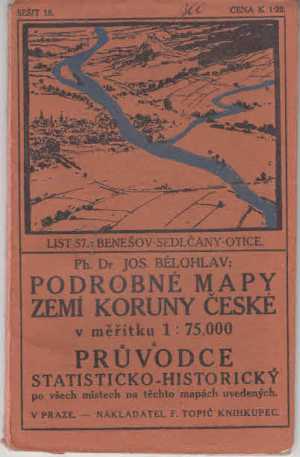 SEŠIT 18. CENA K 1·20.
LIST 57.: BENEŠOV-SEDLČANY-OTICE.
Ph. Dr JOS. BĚLOHLAV:
PODROBNÉ MAPY
ZEMÍ KORUNY ČESKÉ
v měřítku 1 : 75.000
A
PRŮVODCE
STATISTICKO-HISTORICKÝ
po všech místech na těchto mapách uvedených.
V PRAZE. — NAKLADATEL F. TOPIČ KNIHKUPEC.